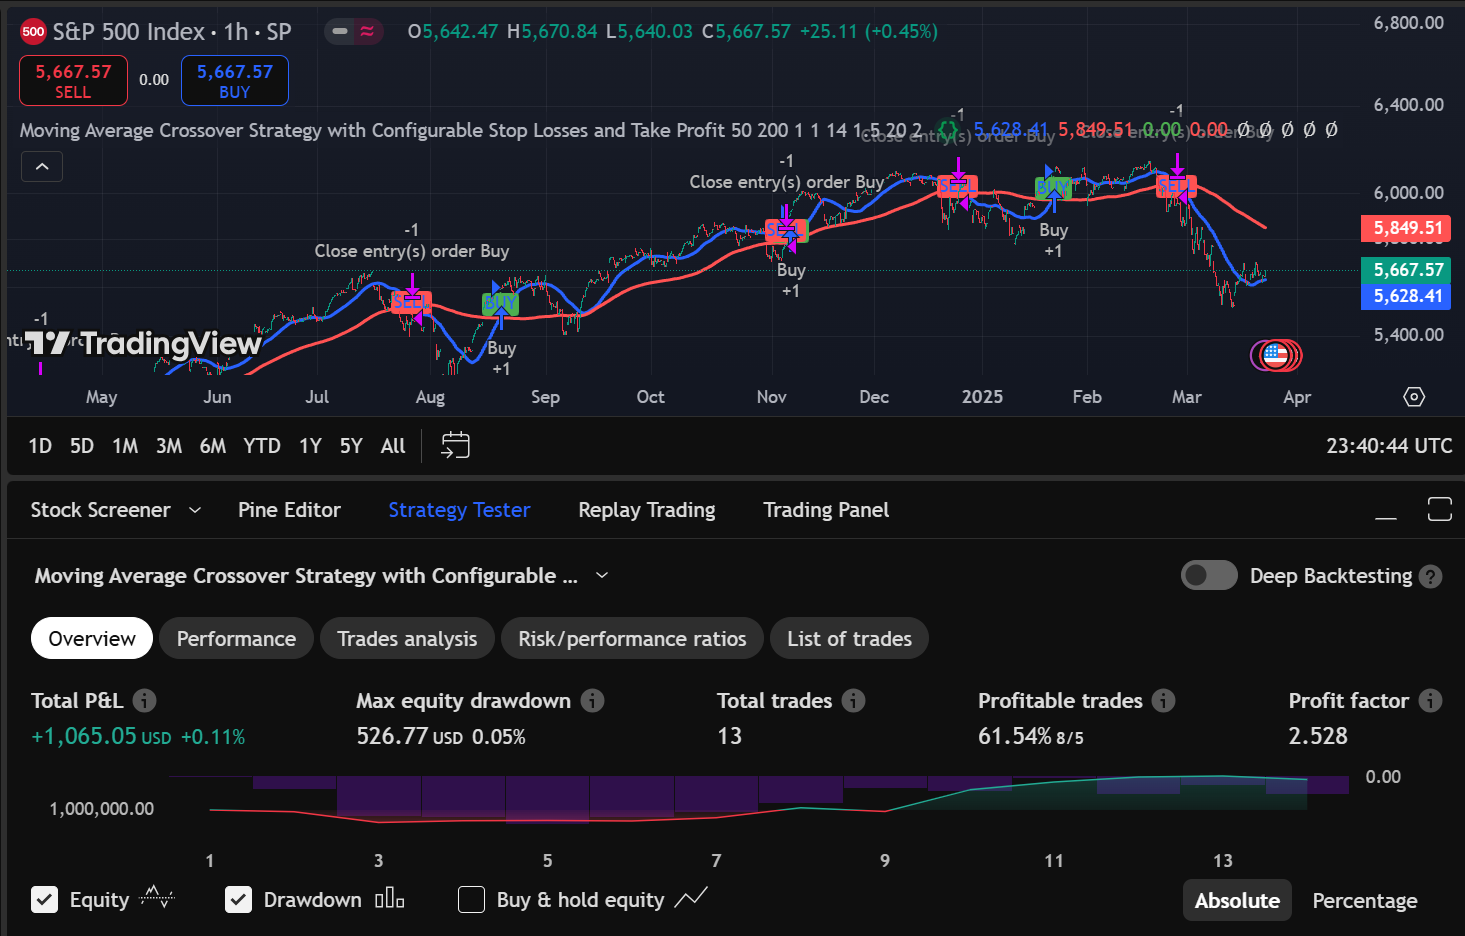 500 S&P 500 Index · 1h · SP O5,642.47 H5,670.84 L5,640.03 C5,667.57 +25.11 (+0.45%)
5,667.57 SELL
0.00
5,667.57 BUY
Moving Average Crossover Strategy with Configurable Stop Losses and Take Profit 50 200 1 1 14 1.5 20 2 5,628.41 5,849.51 0.00 0.00 Ø Ø Ø Ø Ø
6,800.00
6,400.00
6,000.00
5,849.51
5,667.57
5,628.41
5,400.00
-1
Close entry(s) order Buy
SELL
-1
Close entry(s) order Buy
SELL
-1
Close entry(s) order Buy
SELL
-1
Close entry(s) order Buy
SELL
-1
BUY
Buy
+1
Buy
+1
BUY
Buy
+1
TradingView
May Jun Jul Aug Sep Oct Nov Dec 2025 Feb Mar Apr
1D 5D 1M 3M 6M YTD 1Y 5Y All
23:40:44 UTC
Stock Screener Pine Editor Strategy Tester Replay Trading Trading Panel
Moving Average Crossover Strategy with Configurable ...
Deep Backtesting ?
Overview Performance Trades analysis Risk/performance ratios List of trades
Total P&L Max equity drawdown Total trades Profitable trades Profit factor
+1,065.05 USD +0.11% 526.77 USD 0.05% 13 61.54% 8/5 2.528
0.00
1,000,000.00
1 3 5 7 9 11 13
Equity Drawdown Buy & hold equity Absolute Percentage